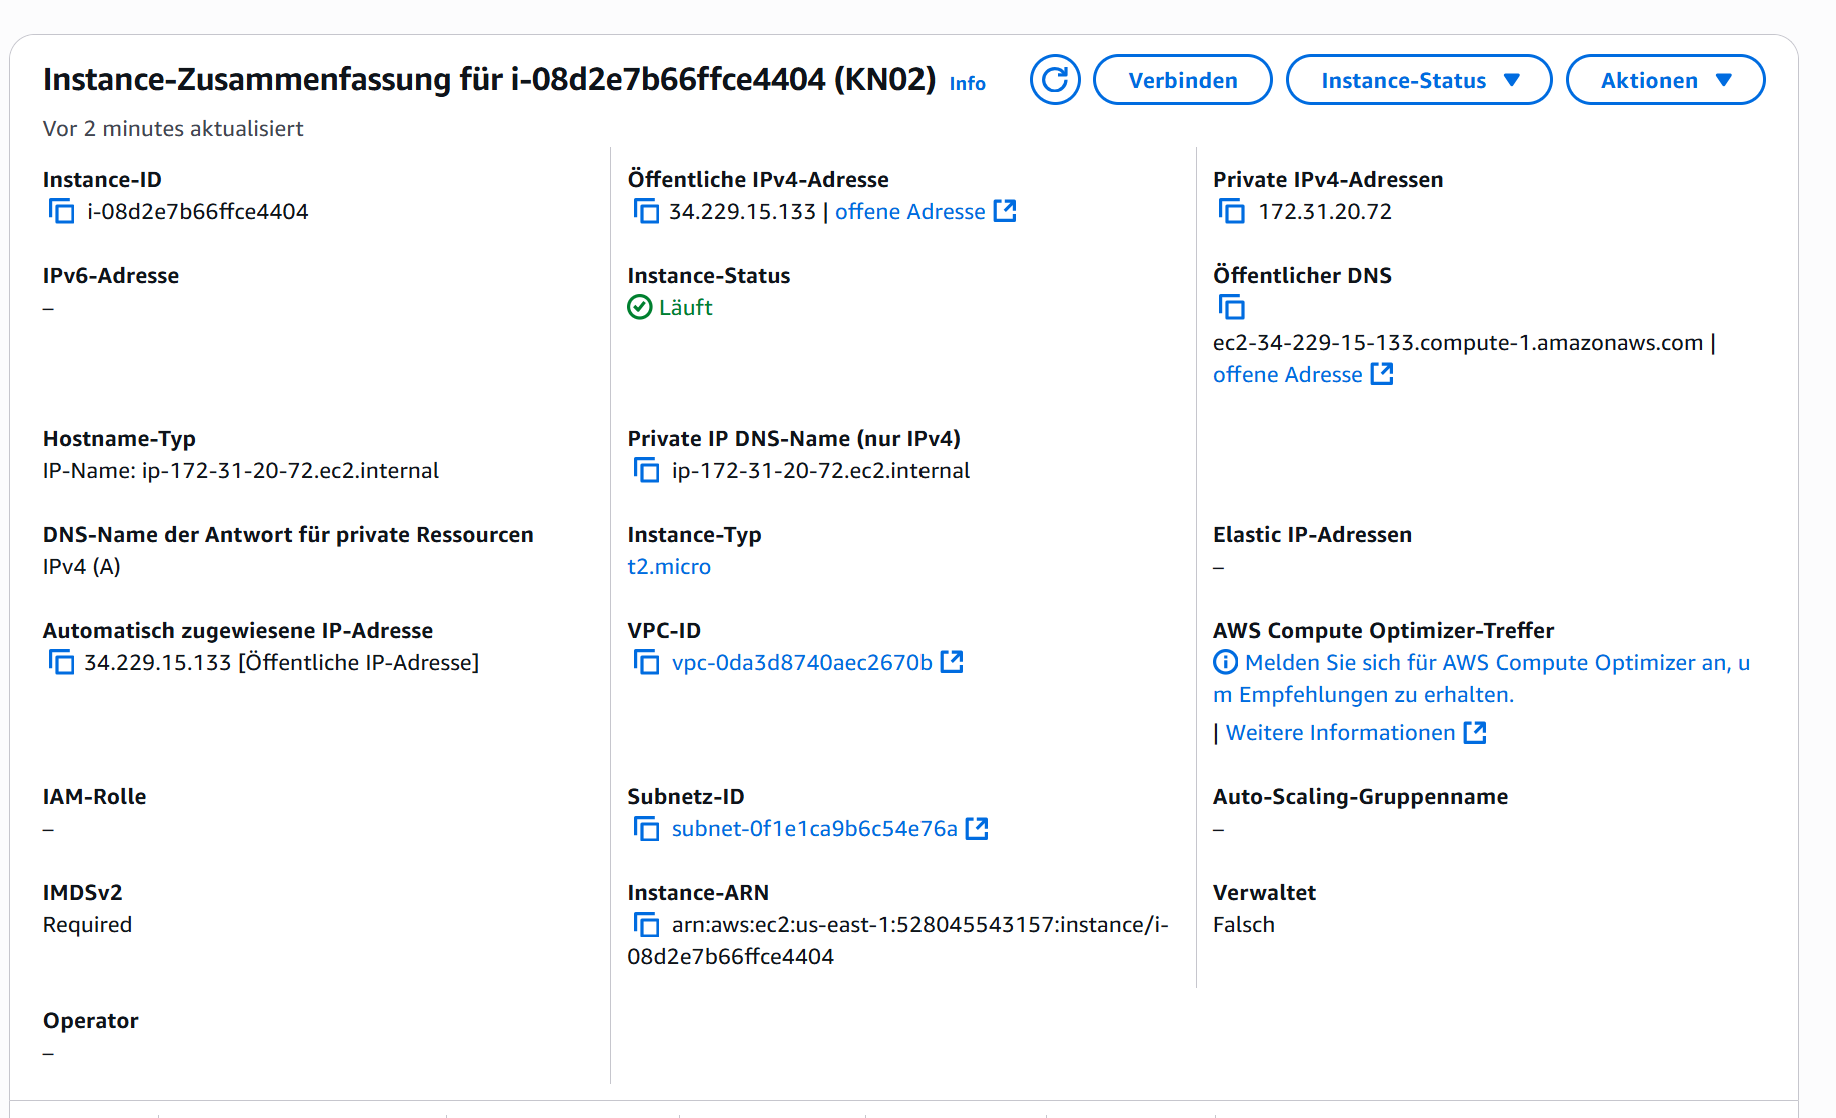 Instance-Zusammenfassung für i-08d2e7b66ffce4404 (KN02) Info
Verbinden
Instance-Status
Aktionen
Vor 2 minutes aktualisiert
Instance-ID
i-08d2e7b66ffce4404
Öffentliche IPv4-Adresse
34.229.15.133 | offene Adresse
Private IPv4-Adressen
172.31.20.72
IPv6-Adresse
–
Instance-Status
Läuft
Öffentlicher DNS
ec2-34-229-15-133.compute-1.amazonaws.com |
offene Adresse
Hostname-Typ
IP-Name: ip-172-31-20-72.ec2.internal
Private IP DNS-Name (nur IPv4)
ip-172-31-20-72.ec2.internal
DNS-Name der Antwort für private Ressourcen
IPv4 (A)
Instance-Typ
t2.micro
Elastic IP-Adressen
–
Automatisch zugewiesene IP-Adresse
34.229.15.133 [Öffentliche IP-Adresse]
VPC-ID
vpc-0da3d8740aec2670b
AWS Compute Optimizer-Treffer
Melden Sie sich für AWS Compute Optimizer an, u
m Empfehlungen zu erhalten.
| Weitere Informationen
IAM-Rolle
–
Subnetz-ID
subnet-0f1e1ca9b6c54e76a
Auto-Scaling-Gruppenname
–
IMDSv2
Required
Instance-ARN
arn:aws:ec2:us-east-1:528045543157:instance/i-
08d2e7b66ffce4404
Verwaltet
Falsch
Operator
–